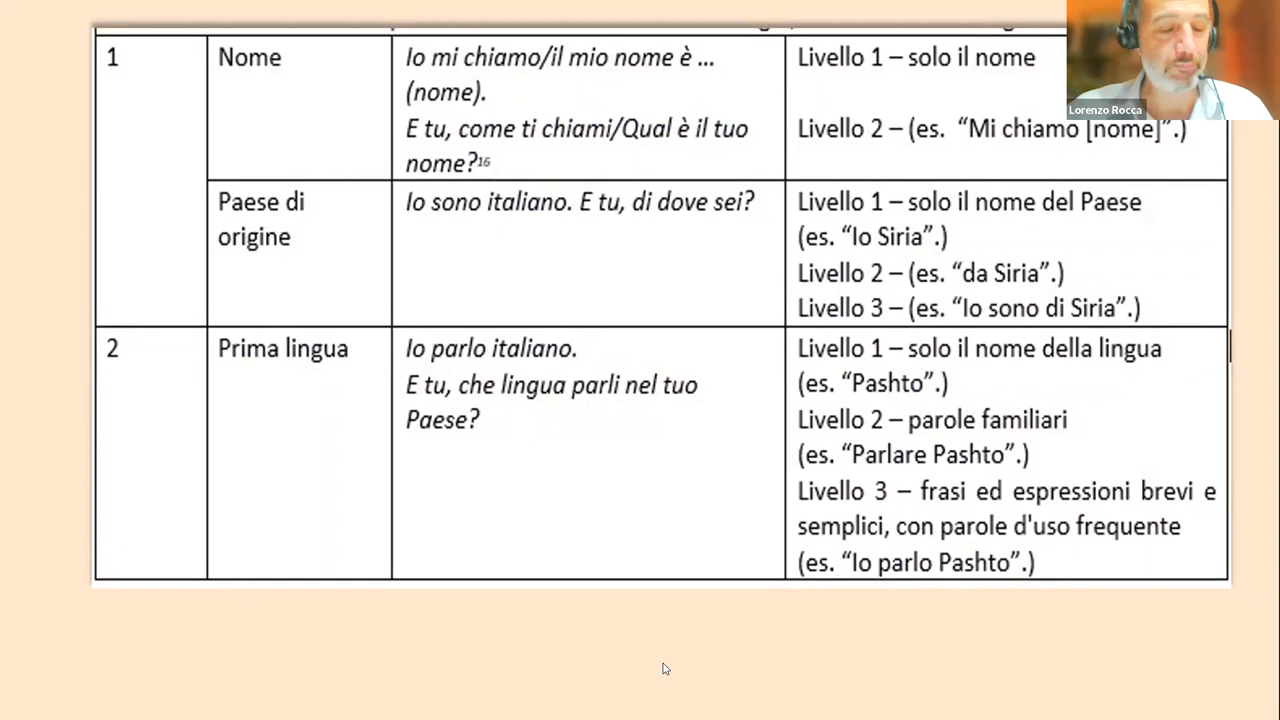 1
Nome
Io mi chiamo/il mio nome è ...
(nome).
E tu, come ti chiami/Qual è il tuo
nome?16
Livello 1 – solo il nome
Livello 2 – (es. “Mi chiamo [nome]”.)
Paese di
origine
Io sono italiano. E tu, di dove sei?
Livello 1 – solo il nome del Paese
(es. “Io Siria”.)
Livello 2 – (es. “da Siria”.)
Livello 3 – (es. “Io sono di Siria”.)
2
Prima lingua
Io parlo italiano.
E tu, che lingua parli nel tuo
Paese?
Livello 1 – solo il nome della lingua
(es. “Pashto”.)
Livello 2 – parole familiari
(es. “Parlare Pashto”.)
Livello 3 – frasi ed espressioni brevi e
semplici, con parole d'uso frequente
(es. “Io parlo Pashto”.)
Lorenzo Rocca